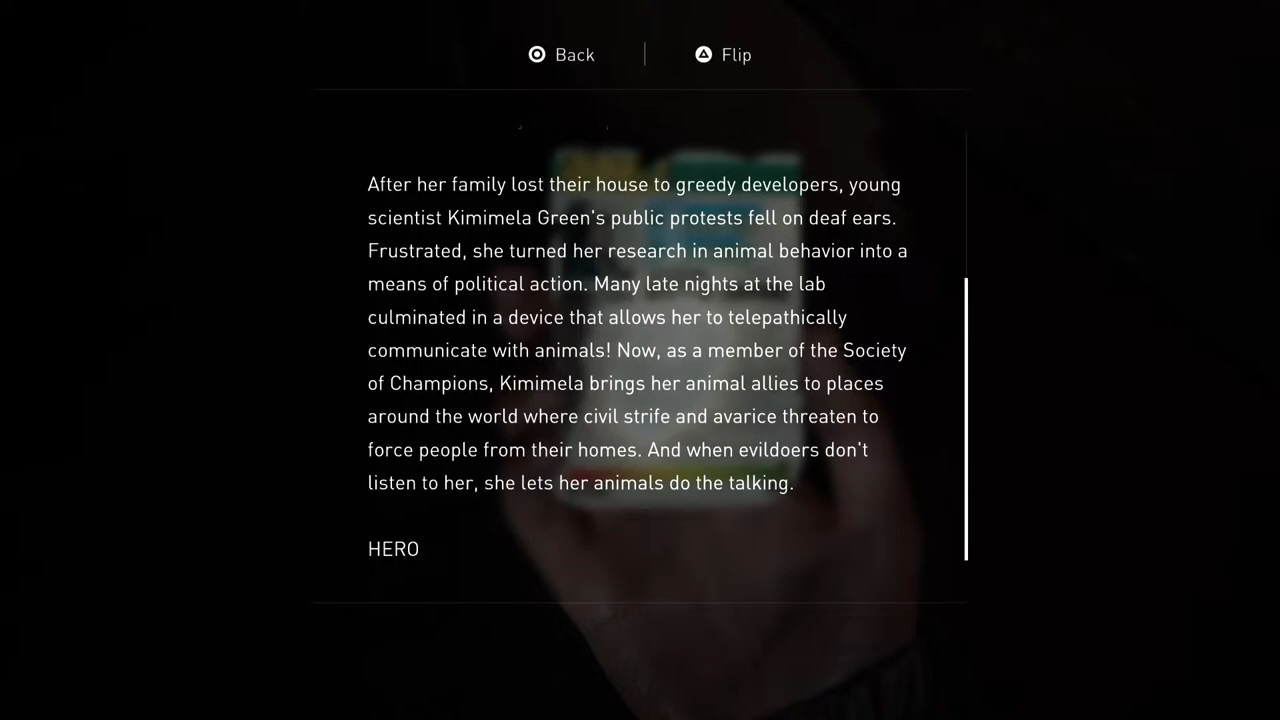 Back
Flip
After her family lost their house to greedy developers, young
scientist Kimimela Green's public protests fell on deaf ears.
Frustrated, she turned her research in animal behavior into a
means of political action. Many late nights at the lab
culminated in a device that allows her to telepathically
communicate with animals! Now, as a member of the Society
of Champions, Kimimela brings her animal allies to places
around the world where civil strife and avarice threaten to
force people from their homes. And when evildoers don't
listen to her, she lets her animals do the talking.
HERO